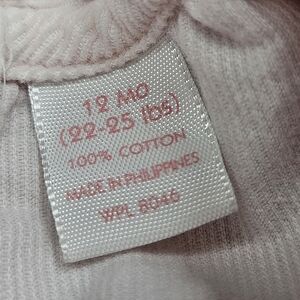 12 MO
(22-25 lbs)
100% COTTON
MADE IN PHILIPPINES
WPL 8046